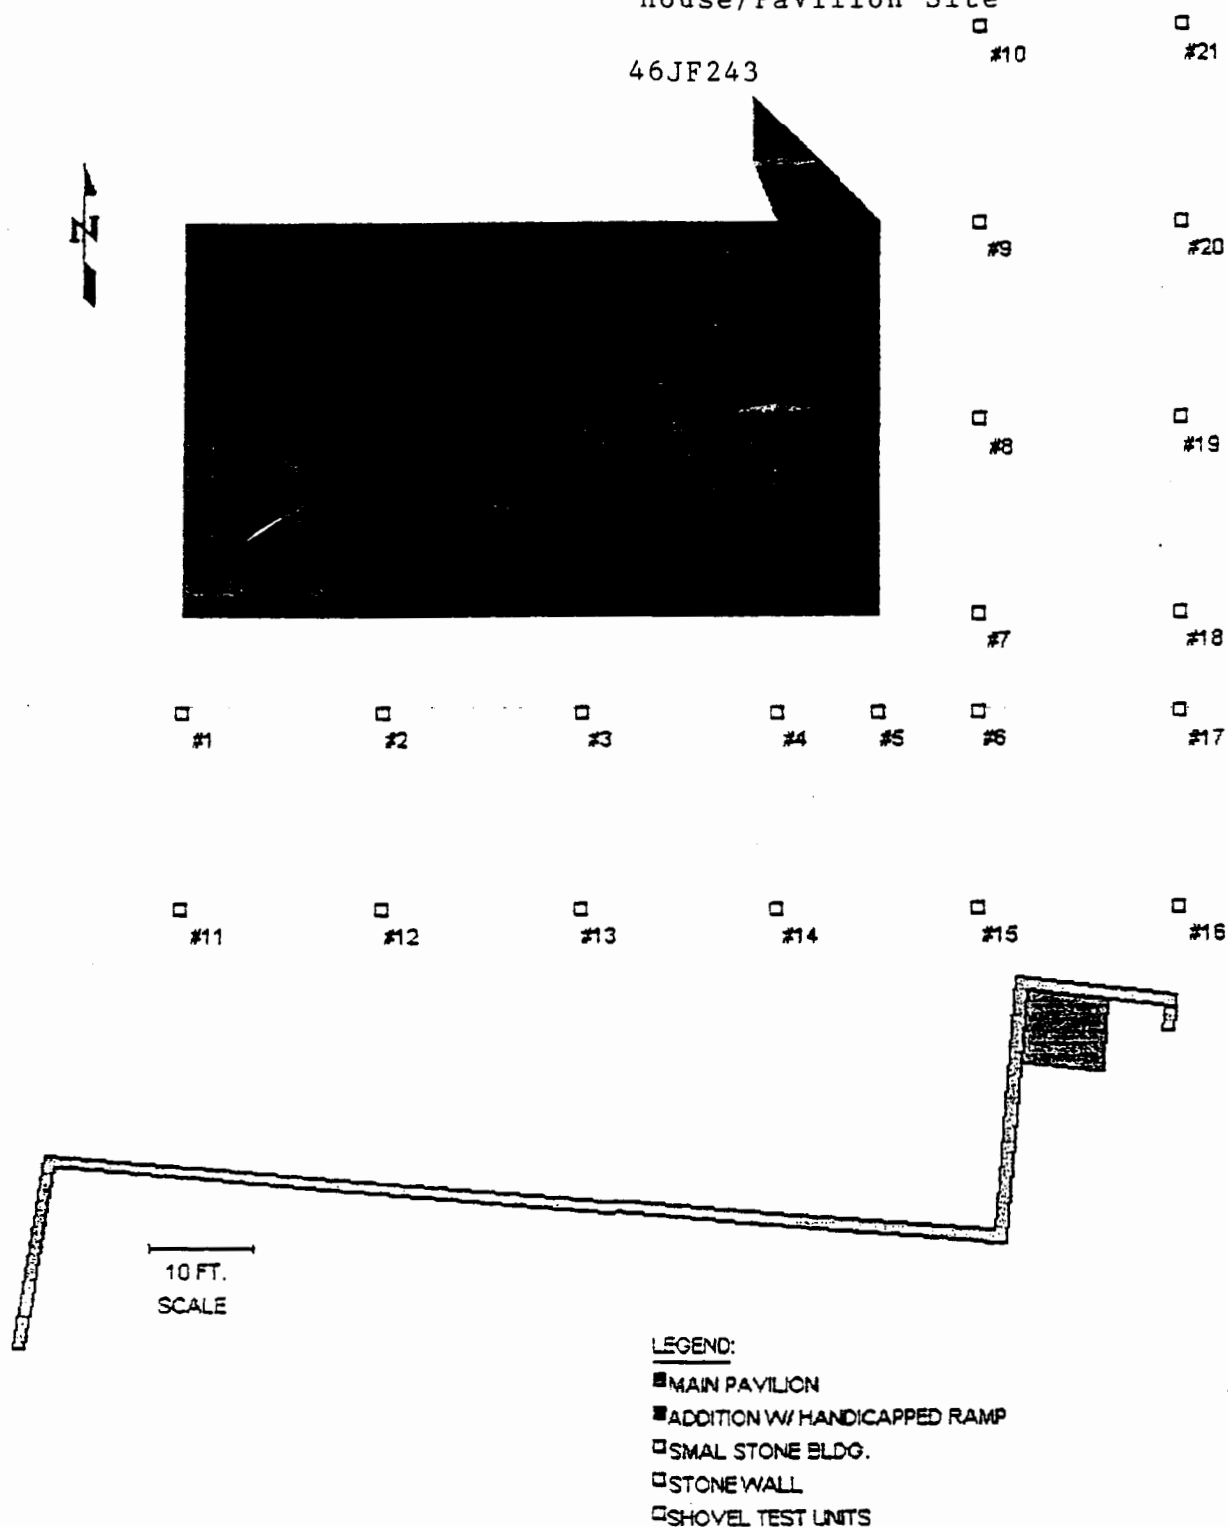 House/Pavilion Site
46JF243
#10
#21
N
#9
#20
#8
#19
#7
#18
#1
#2
#3
#4
#5
#6
#17
#11
#12
#13
#14
#15
#16
10 FT.
SCALE
LEGEND:
MAIN PAVILION
ADDITION W/ HANDICAPPED RAMP
SMAL STONE BLDG.
STONE WALL
SHOVEL TEST UNITS